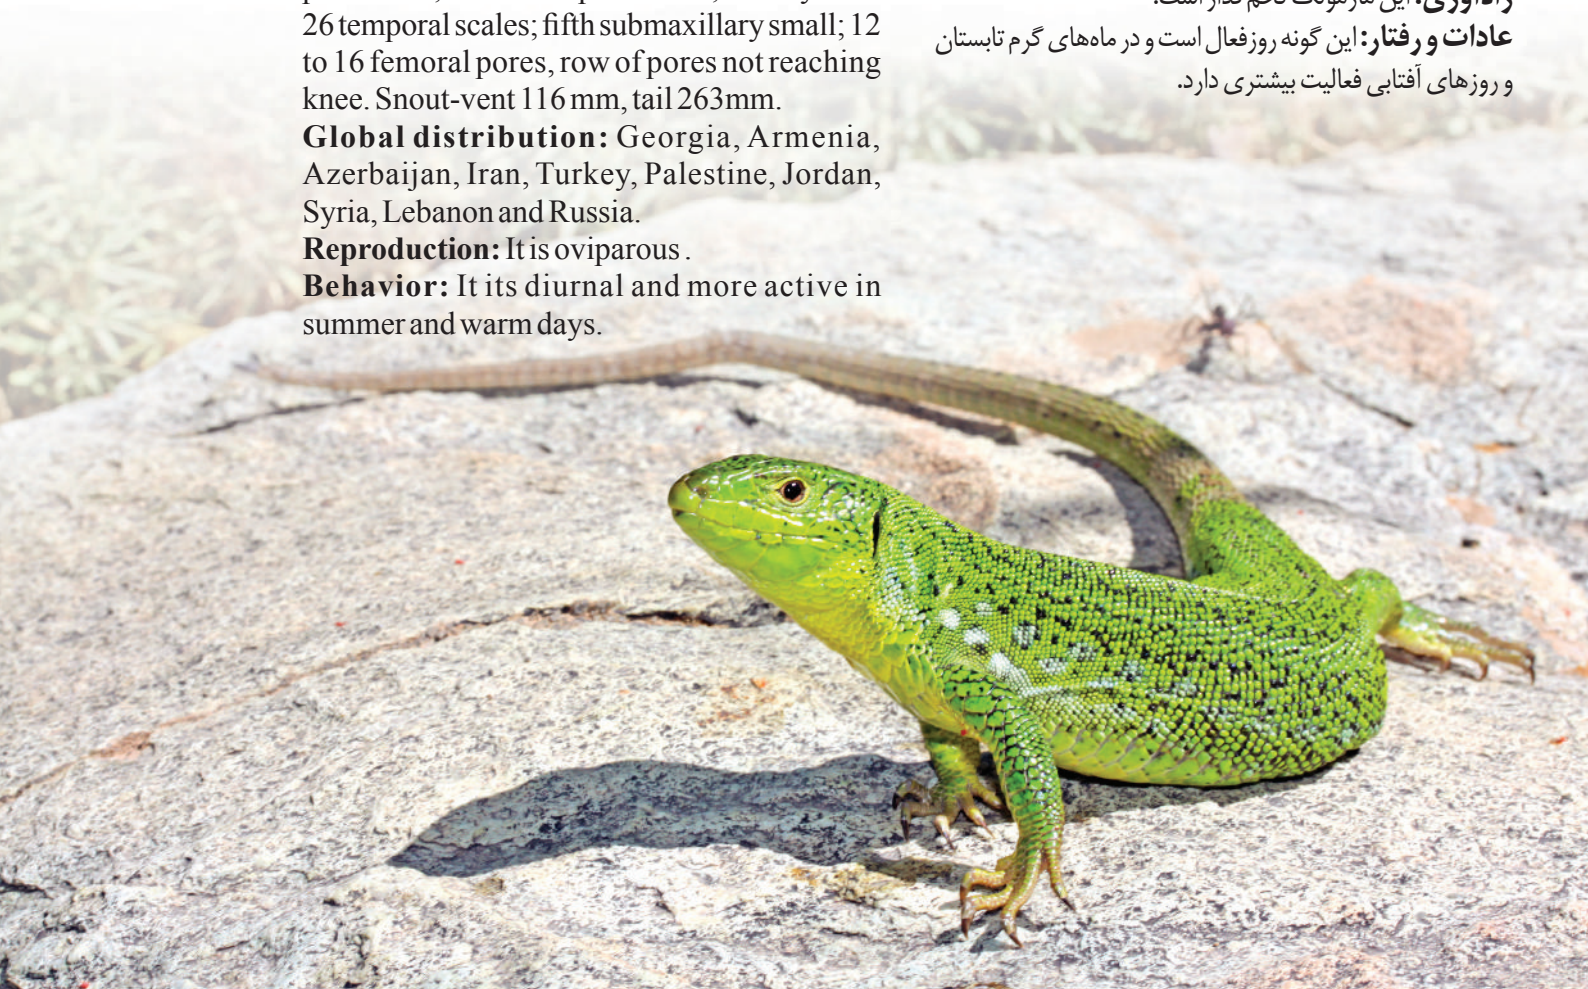 26 temporal scales; fifth submaxillary small; 12
to 16 femoral pores, row of pores not reaching
knee. Snout-vent 116 mm, tail 263mm.
Global distribution: Georgia, Armenia,
Azerbaijan, Iran, Turkey, Palestine, Jordan,
Syria, Lebanon and Russia.
Reproduction: It is oviparous .
Behavior: It its diurnal and more active in
summer and warm days.
عادات و رفتار: این گونه روزفعال است و در ماه‌های گرم تابستان
و روزهای آفتابی فعالیت بیشتری دارد.